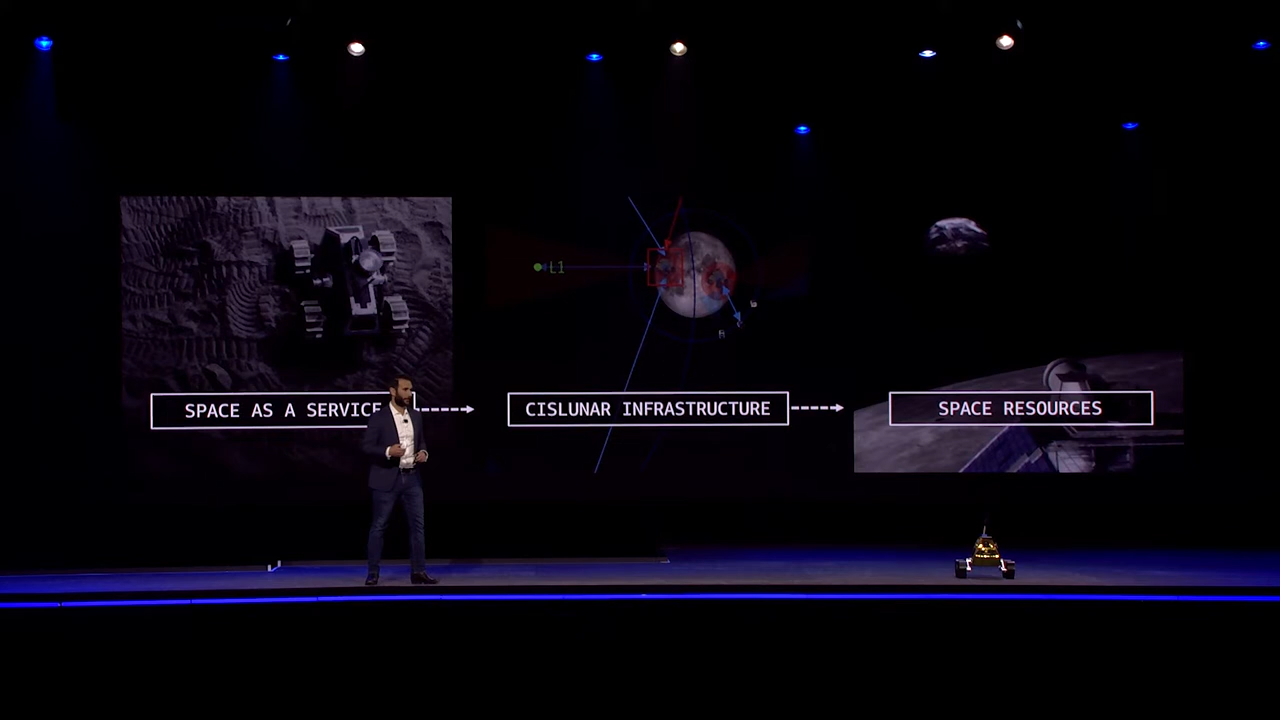 L1
SPACE AS A SERVICE
CISLUNAR INFRASTRUCTURE
SPACE RESOURCES